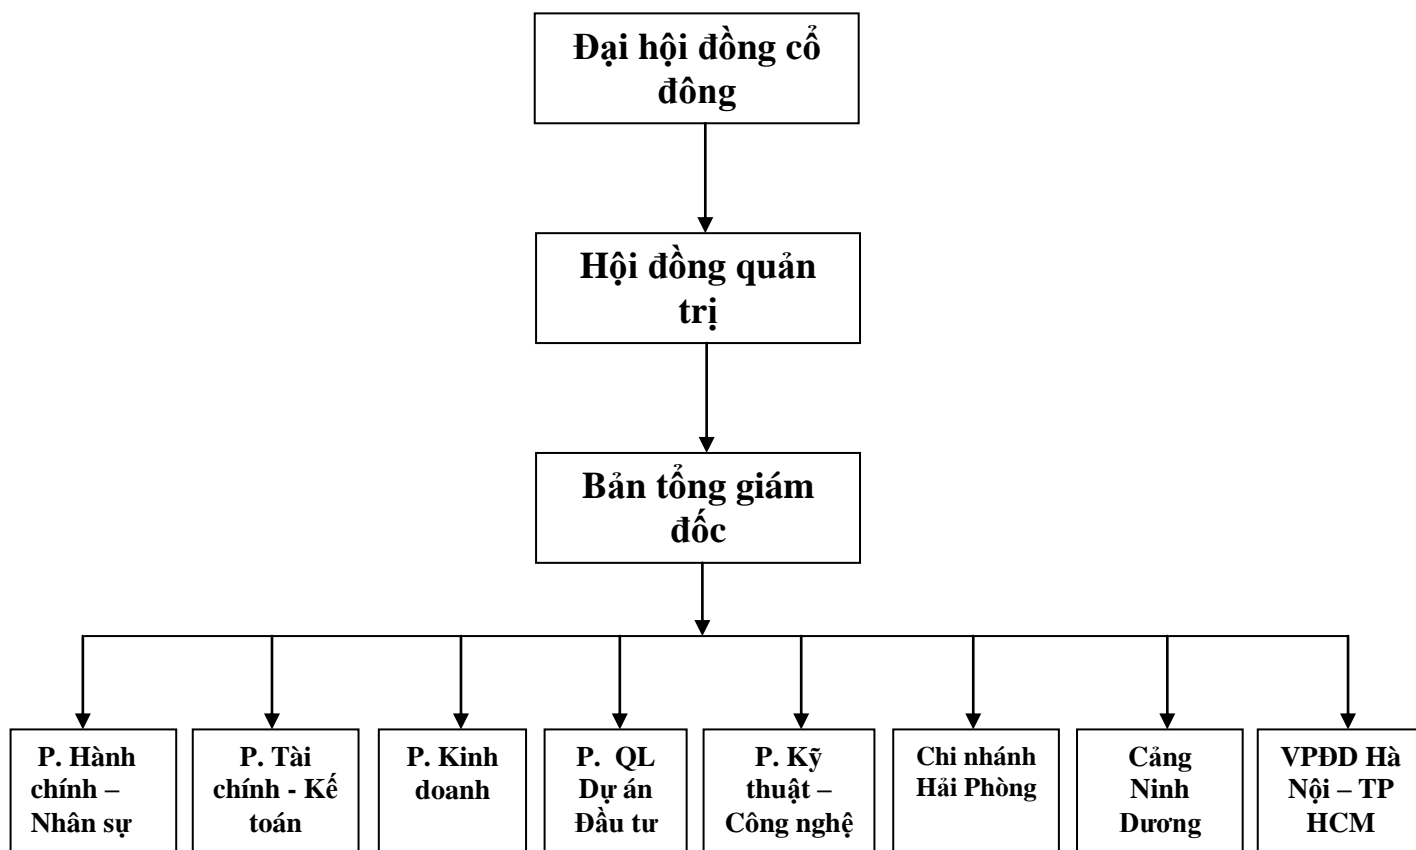 Đại hội đồng cổ
đông
Hội đồng quản
trị
Bản tổng giám
đốc
P. Hành
chính –
Nhân sự
P. Tài
chính - Kế
toán
P. Kinh
doanh
P. QL
Dự án
Đầu tư
P. Kỹ
thuật –
Công nghệ
Chi nhánh
Hải Phòng
Cảng
Ninh
Dương
VPĐD Hà
Nội – TP
HCM